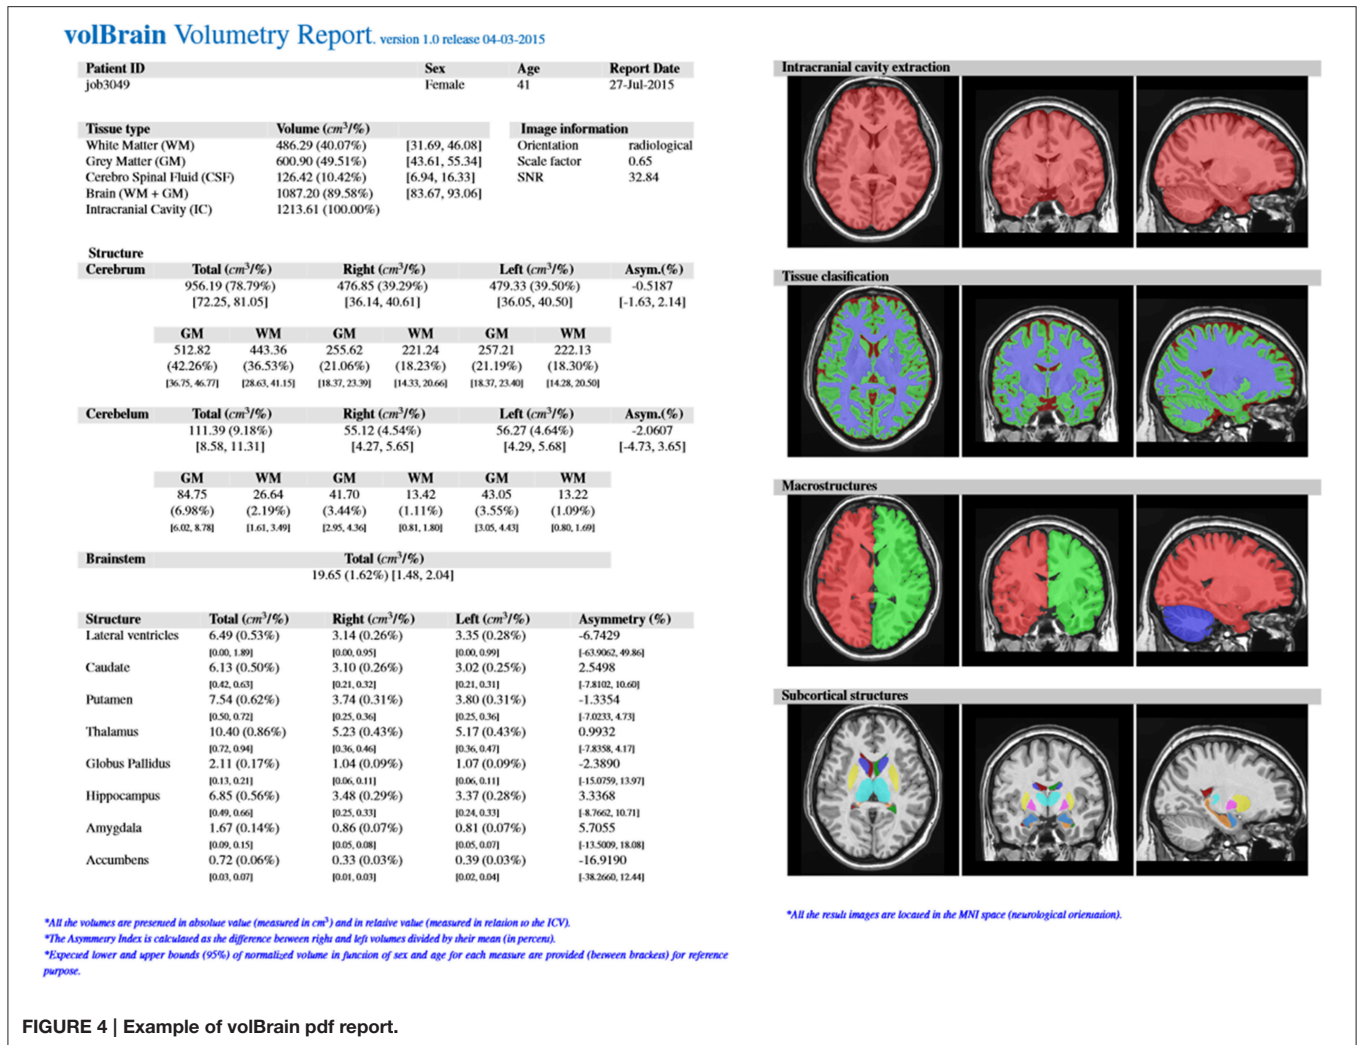 volBrain Volumetry Report. version 1.0 release 04-03-2015
Patient ID Sex Age Report Date
job3049 Female 41 27-Jul-2015
Tissue type Volume (cm³/%)
White Matter (WM) 486.29 (40.07%) [31.69, 46.08]
Grey Matter (GM) 600.90 (49.51%) [43.61, 55.34]
Cerebro Spinal Fluid (CSF) 126.42 (10.42%) [6.94, 16.33]
Brain (WM + GM) 1087.20 (89.58%) [83.67, 93.06]
Intracranial Cavity (IC) 1213.61 (100.00%)
Image information
Orientation radiological
Scale factor 0.65
SNR 32.84
Structure
Cerebrum Total (cm³/%) Right (cm³/%) Left (cm³/%) Asym.(%)
956.19 (78.79%) 476.85 (39.29%) 479.33 (39.50%) -0.5187
[72.25, 81.05] [36.14, 40.61] [36.05, 40.50] [-1.63, 2.14]
GM WM GM WM GM WM
512.82 443.36 255.62 221.24 257.21 222.13
(42.26%) (36.53%) (21.06%) (18.23%) (21.19%) (18.30%)
[36.75, 46.77] [28.63, 41.15] [18.37, 23.39] [14.33, 20.66] [18.37, 23.40] [14.28, 20.50]
Cerebelum Total (cm³/%) Right (cm³/%) Left (cm³/%) Asym.(%)
111.39 (9.18%) 55.12 (4.54%) 56.27 (4.64%) -2.0607
[8.58, 11.31] [4.27, 5.65] [4.29, 5.68] [-4.73, 3.65]
GM WM GM WM GM WM
84.75 26.64 41.70 13.42 43.05 13.22
(6.98%) (2.19%) (3.44%) (1.11%) (3.55%) (1.09%)
[6.02, 8.78] [1.61, 3.49] [2.95, 4.36] [0.81, 1.80] [3.05, 4.43] [0.80, 1.69]
Brainstem Total (cm³/%)
19.65 (1.62%) [1.48, 2.04]
Structure Total (cm³/%) Right (cm³/%) Left (cm³/%) Asymmetry (%)
Lateral ventricles 6.49 (0.53%) 3.14 (0.26%) 3.35 (0.28%) -6.7429
[0.00, 1.89] [0.00, 0.95] [0.00, 0.99] [-63.9062, 49.86]
Caudate 6.13 (0.50%) 3.10 (0.26%) 3.02 (0.25%) 2.5498
[0.42, 0.63] [0.21, 0.32] [0.21, 0.31] [-7.8102, 10.60]
Putamen 7.54 (0.62%) 3.74 (0.31%) 3.80 (0.31%) -1.3354
[0.50, 0.72] [0.25, 0.36] [0.25, 0.36] [-7.0233, 4.73]
Thalamus 10.40 (0.86%) 5.23 (0.43%) 5.17 (0.43%) 0.9932
[0.72, 0.94] [0.36, 0.46] [0.36, 0.47] [-7.8358, 4.17]
Globus Pallidus 2.11 (0.17%) 1.04 (0.09%) 1.07 (0.09%) -2.3890
[0.13, 0.21] [0.06, 0.11] [0.06, 0.11] [-15.0759, 13.97]
Hippocampus 6.85 (0.56%) 3.48 (0.29%) 3.37 (0.28%) 3.3368
[0.49, 0.66] [0.25, 0.33] [0.24, 0.33] [-8.7662, 10.71]
Amygdala 1.67 (0.14%) 0.86 (0.07%) 0.81 (0.07%) 5.7055
[0.09, 0.15] [0.05, 0.08] [0.05, 0.07] [-13.5009, 18.08]
Accumbens 0.72 (0.06%) 0.33 (0.03%) 0.39 (0.03%) -16.9190
[0.03, 0.07] [0.01, 0.03] [0.02, 0.04] [-38.2660, 12.44]
*All the volumes are presented in absolute value (measured in cm³) and in relative value (measured in relation to the ICV).
*The Asymmetry Index is calculated as the difference between right and left volumes divided by their mean (in percent).
*Expected lower and upper bounds (95%) of normalized volume in function of sex and age for each measure are provided (between brackets) for reference
purpose.
Intracranial cavity extraction
Tissue clasification
Macrostructures
Subcortical structures
*All the result images are located in the MNI space (neurological orientation).
FIGURE 4 | Example of volBrain pdf report.